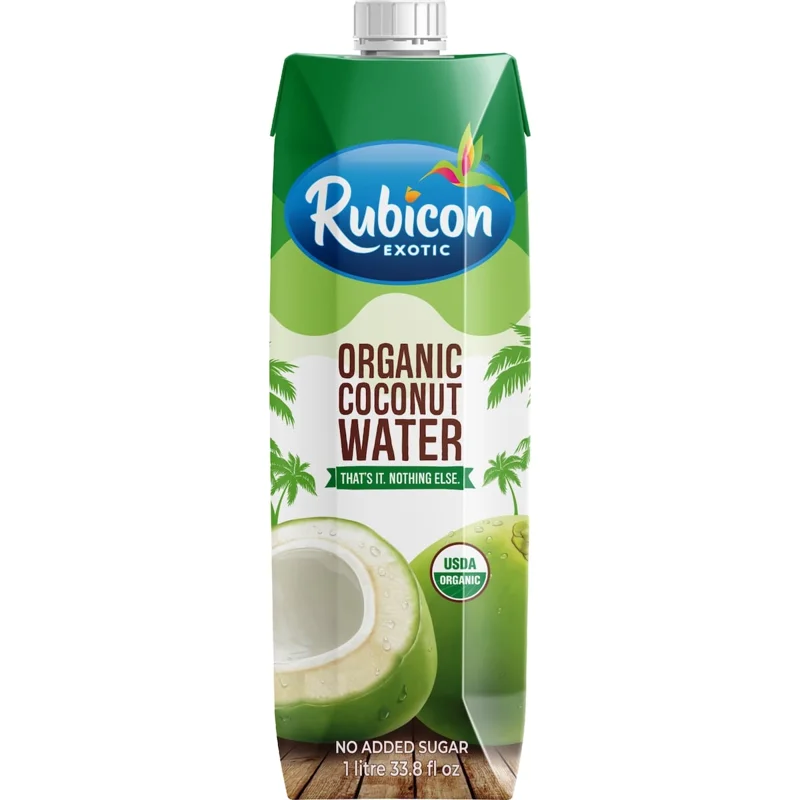 Rubicon
EXOTIC
ORGANIC
COCONUT
WATER
THAT'S IT. NOTHING ELSE.
USDA
ORGANIC
NO ADDED SUGAR
1 litre 33.8 fl oz